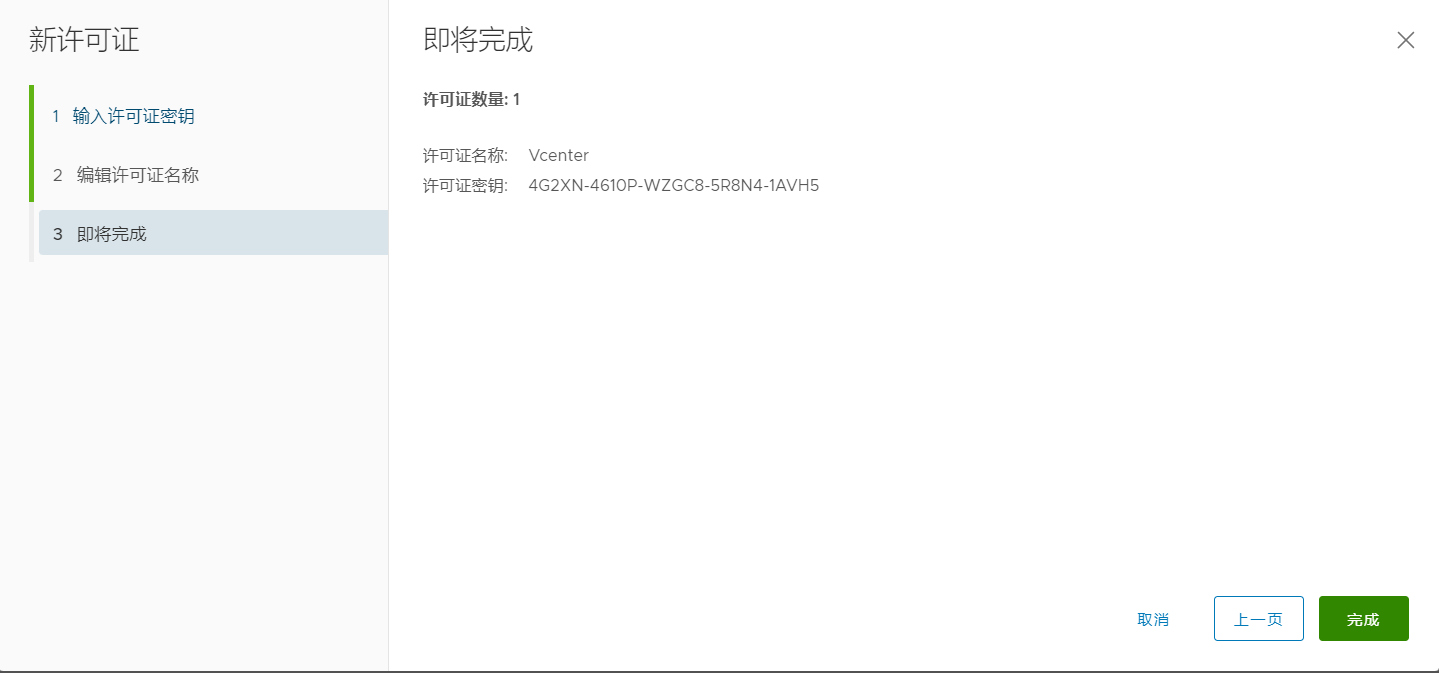 新许可证
1 输入许可证密钥
2 编辑许可证名称
3 即将完成
即将完成
许可证数量: 1
许可证名称: Vcenter
许可证密钥: 4G2XN-4610P-WZGC8-5R8N4-1AVH5
取消
上一页
完成